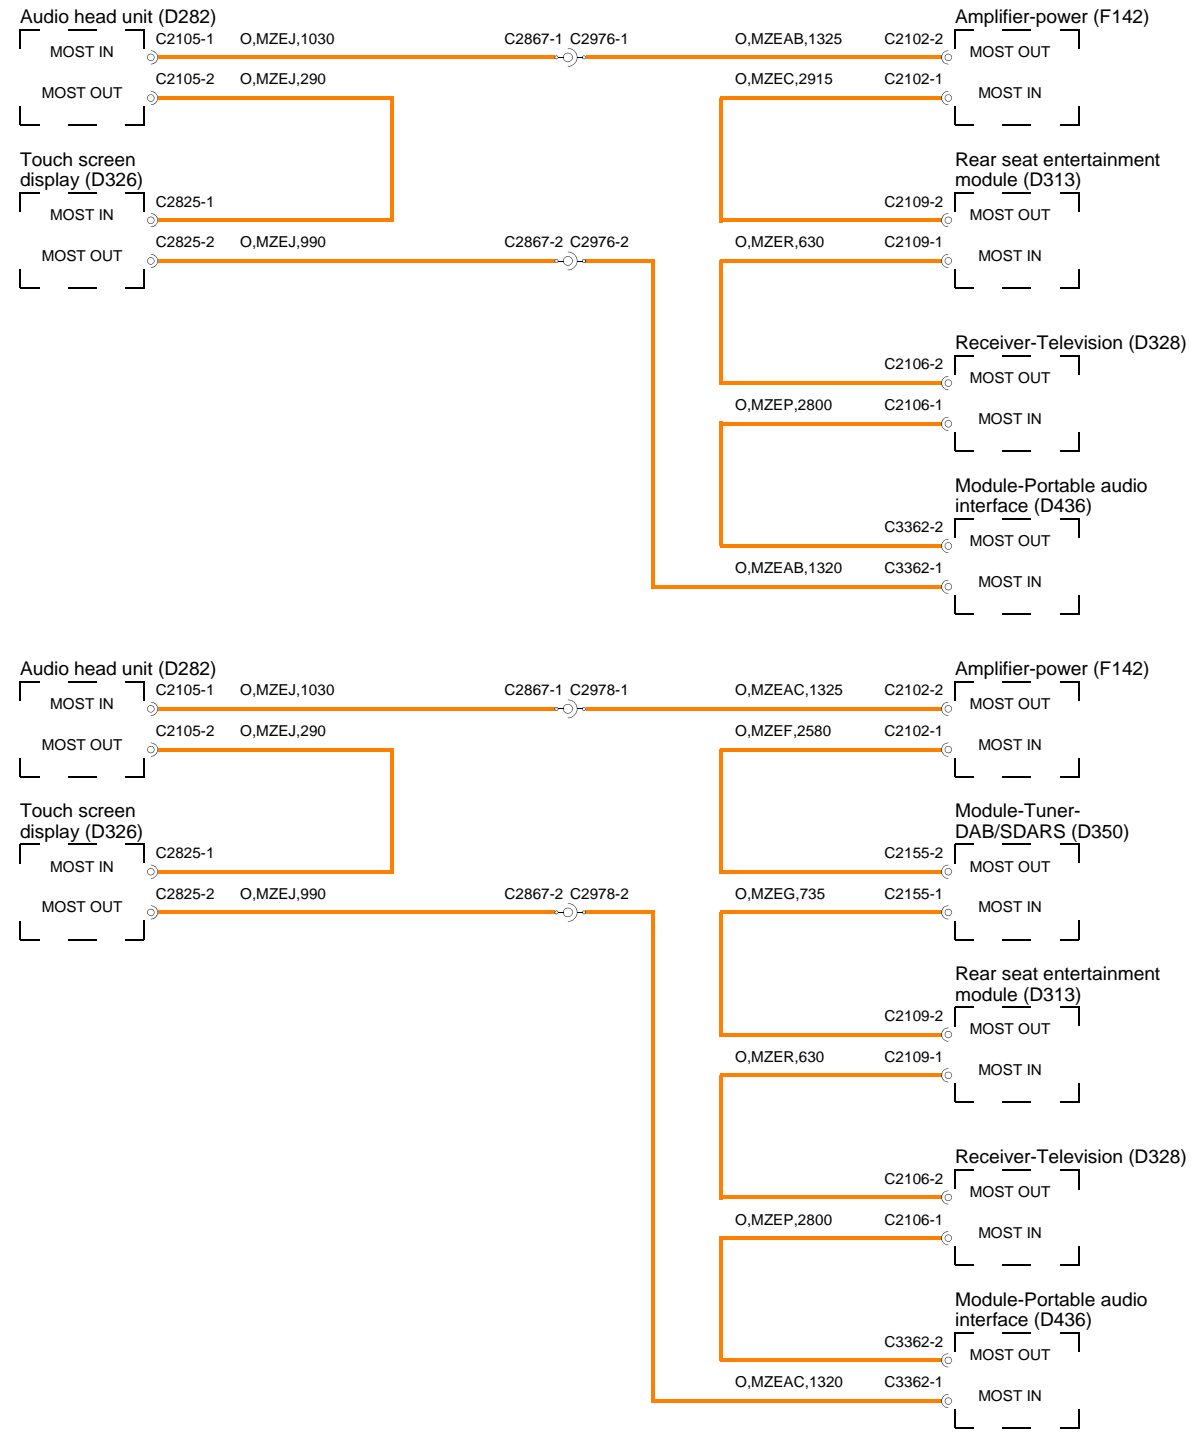 Audio head unit (D282)
Amplifier-power (F142)
C2105-1 O,MZEJ,1030 C2867-1 C2976-1 O,MZEAB,1325 C2102-2
MOST IN MOST OUT
C2105-2 O,MZEJ,290 O,MZEC,2915 C2102-1
MOST OUT MOST IN
Touch screen
display (D326)
Rear seat entertainment
module (D313)
C2825-1 C2109-2
MOST IN MOST OUT
C2825-2 O,MZEJ,990 C2867-2 C2976-2 O,MZER,630 C2109-1
MOST OUT MOST IN
Receiver-Television (D328)
C2106-2
MOST OUT
O,MZEP,2800 C2106-1
MOST IN
Module-Portable audio
interface (D436)
C3362-2
MOST OUT
O,MZEAB,1320 C3362-1
MOST IN
Audio head unit (D282)
Amplifier-power (F142)
C2105-1 O,MZEJ,1030 C2867-1 C2978-1 O,MZEAC,1325 C2102-2
MOST IN MOST OUT
C2105-2 O,MZEJ,290 O,MZEF,2580 C2102-1
MOST OUT MOST IN
Touch screen
display (D326)
Module-Tuner-
DAB/SDARS (D350)
C2825-1 C2155-2
MOST IN MOST OUT
C2825-2 O,MZEJ,990 C2867-2 C2978-2 O,MZEG,735 C2155-1
MOST OUT MOST IN
Rear seat entertainment
module (D313)
C2109-2
MOST OUT
O,MZER,630 C2109-1
MOST IN
Receiver-Television (D328)
C2106-2
MOST OUT
O,MZEP,2800 C2106-1
MOST IN
Module-Portable audio
interface (D436)
C3362-2
MOST OUT
O,MZEAC,1320 C3362-1
MOST IN